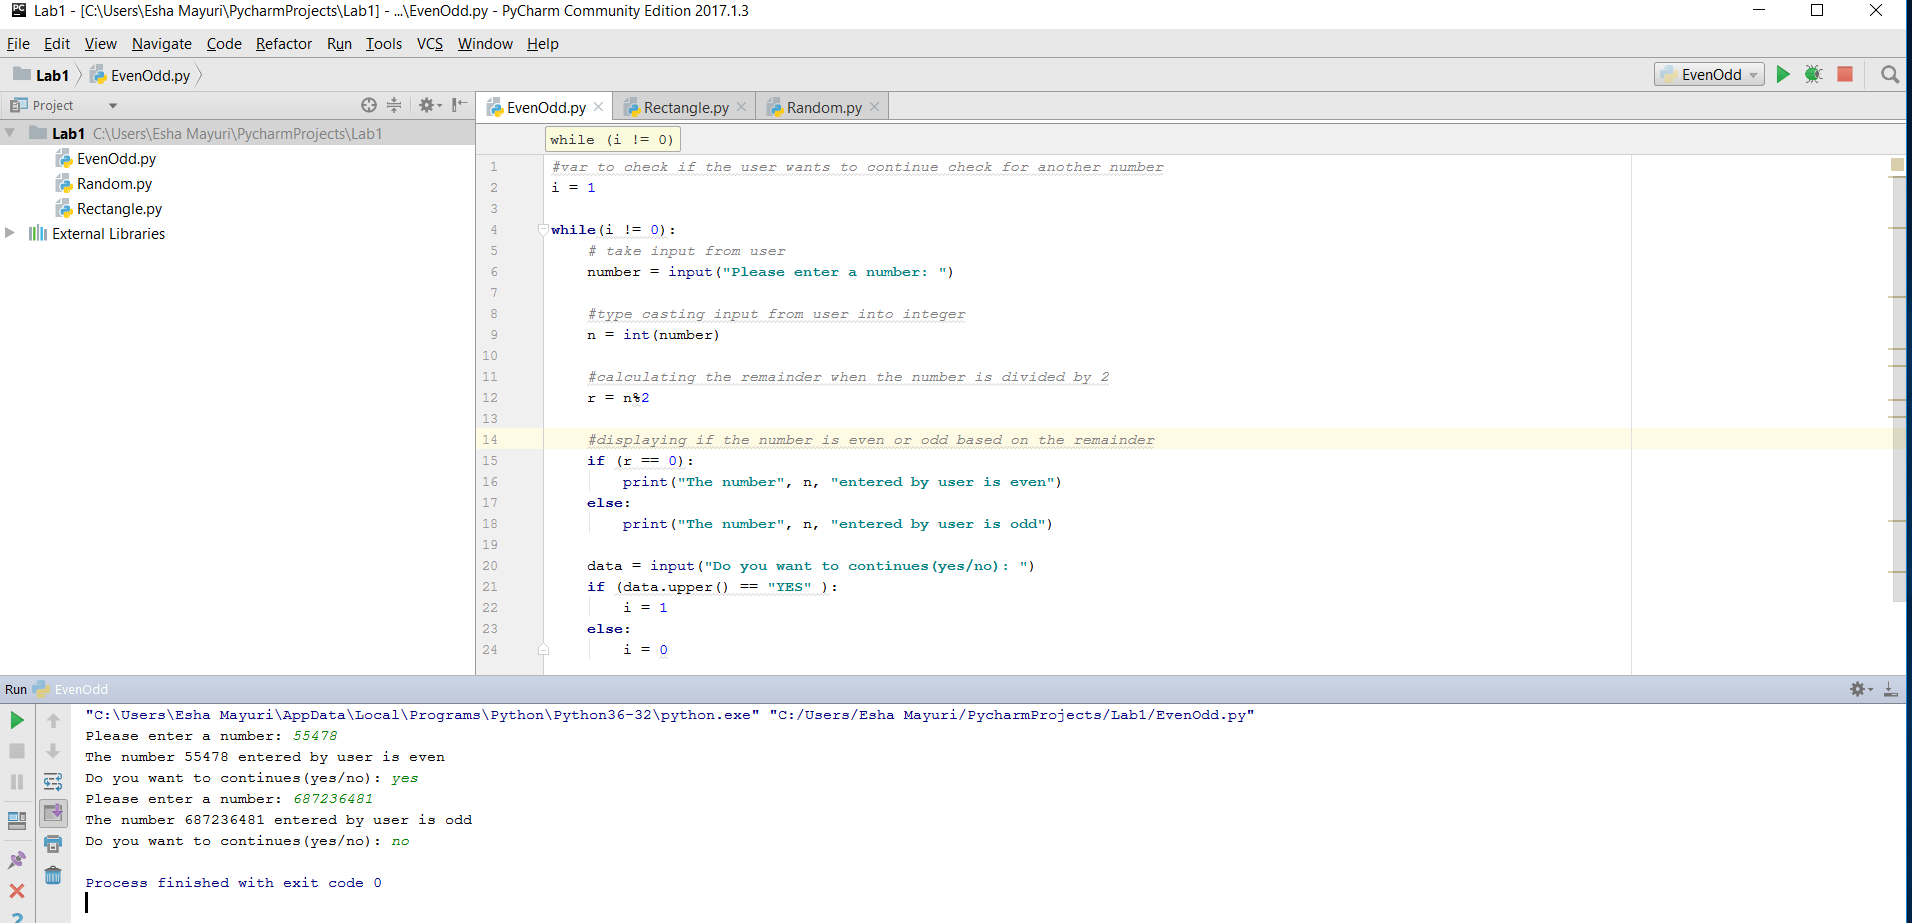 Lab1 - [C:\Users\Esha Mayuri\PycharmProjects\Lab1] - ...\EvenOdd.py - PyCharm Community Edition 2017.1.3
File Edit View Navigate Code Refactor Run Tools VCS Window Help
Lab1 EvenOdd.py EvenOdd
Project EvenOdd.py Rectangle.py Random.py
Lab1 C:\Users\Esha Mayuri\PycharmProjects\Lab1
EvenOdd.py
Random.py
Rectangle.py
External Libraries
while (i != 0)
1 #var to check if the user wants to continue check for another number
2 i = 1
3
4 while(i != 0):
5 # take input from user
6 number = input("Please enter a number: ")
7
8 #type casting input from user into integer
9 n = int(number)
10
11 #calculating the remainder when the number is divided by 2
12 r = n%2
13
14 #displaying if the number is even or odd based on the remainder
15 if (r == 0):
16 print("The number", n, "entered by user is even")
17 else:
18 print("The number", n, "entered by user is odd")
19
20 data = input("Do you want to continues(yes/no): ")
21 if (data.upper() == "YES" ):
22 i = 1
23 else:
24 i = 0
Run EvenOdd
"C:\Users\Esha Mayuri\AppData\Local\Programs\Python\Python36-32\python.exe" "C:/Users/Esha Mayuri/PycharmProjects/Lab1/EvenOdd.py"
Please enter a number: 55478
The number 55478 entered by user is even
Do you want to continues(yes/no): yes
Please enter a number: 687236481
The number 687236481 entered by user is odd
Do you want to continues(yes/no): no
Process finished with exit code 0